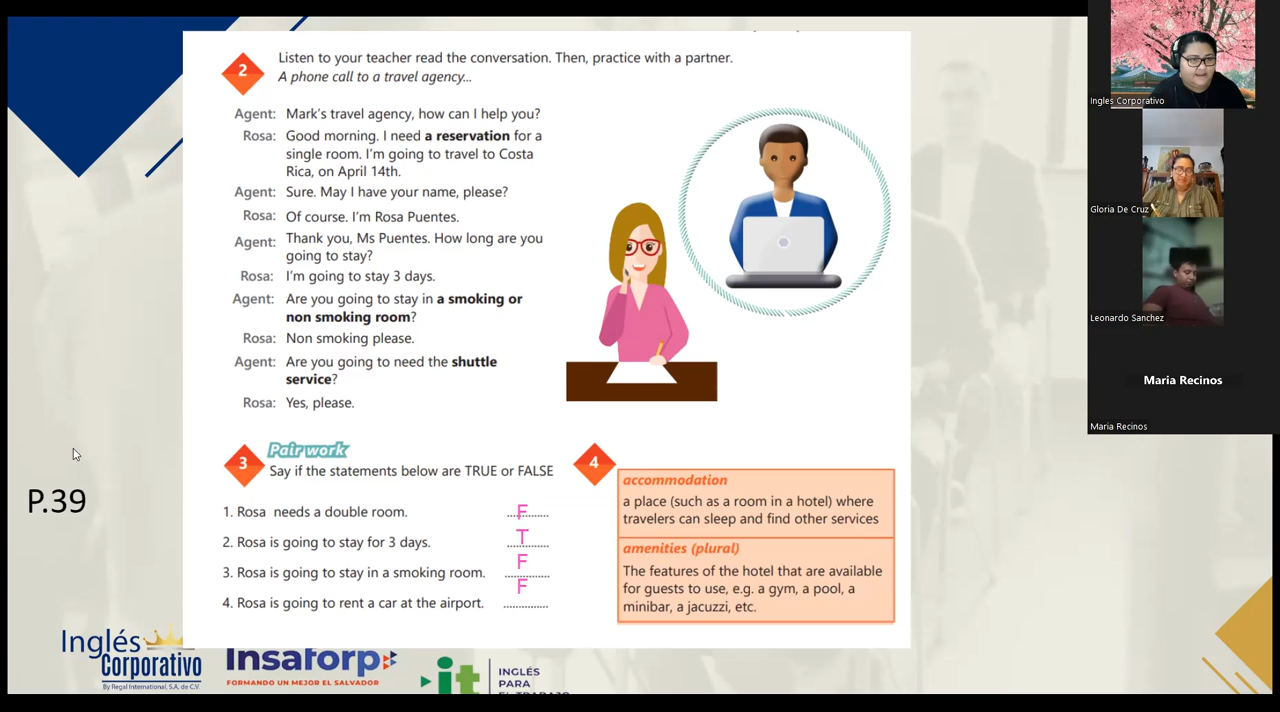 2
Listen to your teacher read the conversation. Then, practice with a partner.
A phone call to a travel agency...
Agent: Mark's travel agency, how can I help you?
Rosa: Good morning. I need a reservation for a
single room. I'm going to travel to Costa
Rica, on April 14th.
Agent: Sure. May I have your name, please?
Rosa: Of course. I'm Rosa Puentes.
Agent: Thank you, Ms Puentes. How long are you
going to stay?
Rosa: I'm going to stay 3 days.
Agent: Are you going to stay in a smoking or
non smoking room?
Rosa: Non smoking please.
Agent: Are you going to need the shuttle
service?
Rosa: Yes, please.
3
Pair work
Say if the statements below are TRUE or FALSE
1. Rosa needs a double room. F
2. Rosa is going to stay for 3 days. T
3. Rosa is going to stay in a smoking room. F
4. Rosa is going to rent a car at the airport. F
4
accommodation
a place (such as a room in a hotel) where
travelers can sleep and find other services
amenities (plural)
The features of the hotel that are available
for guests to use, e.g. a gym, a pool, a
minibar, a jacuzzi, etc.
P.39
Inglés
Corporativo
By Regal International, S.A. de C.V.
Insaforp
FORMANDO UN MEJOR EL SALVADOR
it
INGLÉS
PARA
EL TRABAJO
Ingles Corporativo
Gloria De Cruz
Leonardo Sanchez
Maria Recinos
Maria Recinos